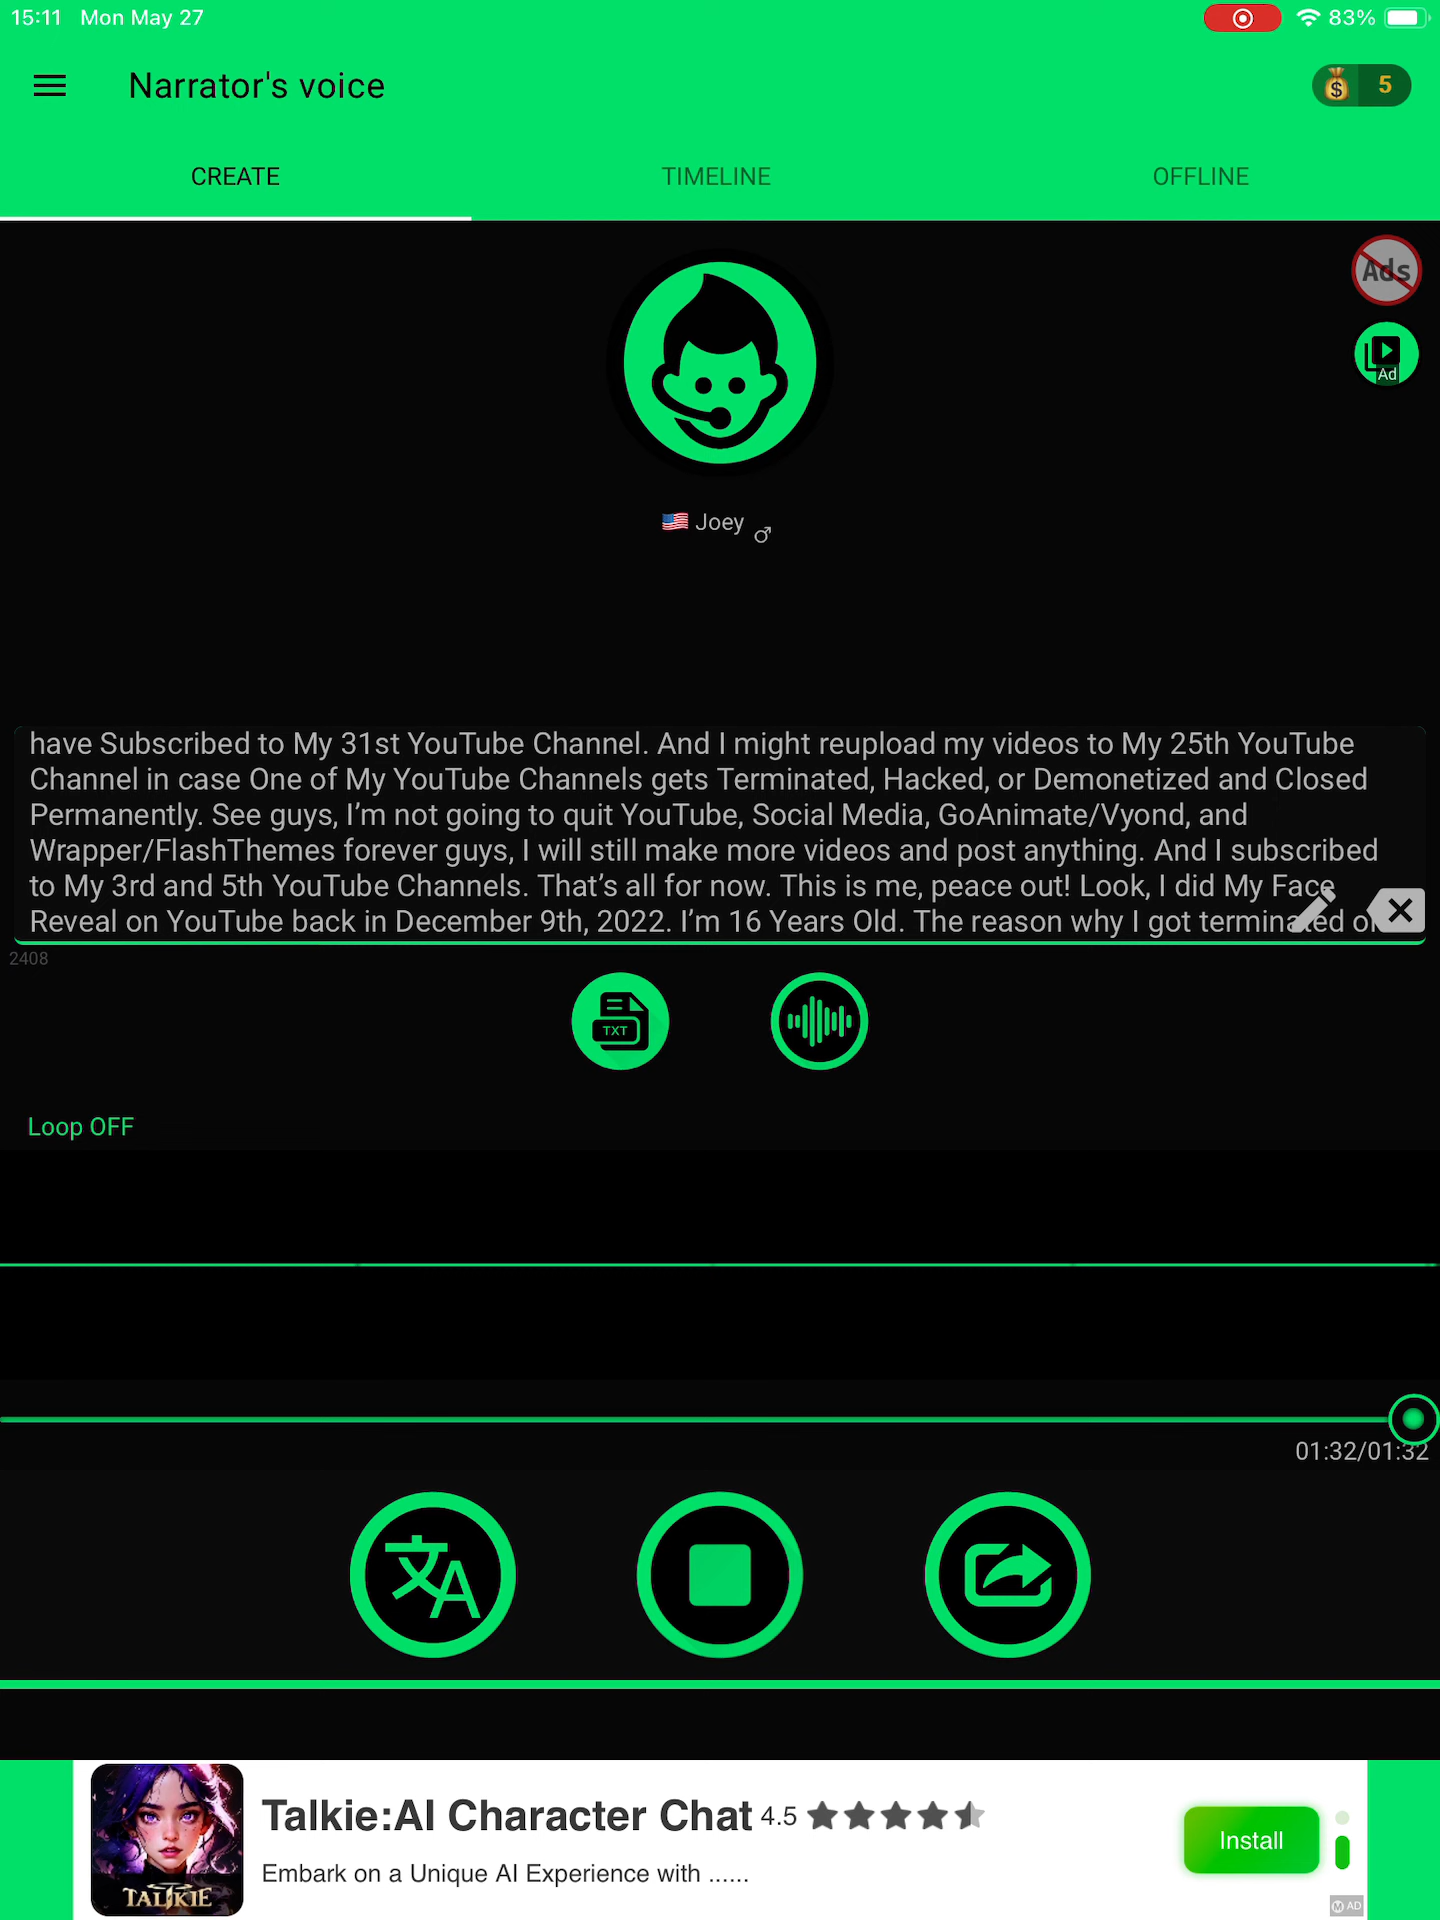 15:11 Mon May 27
83%
Narrator's voice
5
CREATE
TIMELINE
OFFLINE
Ads
Ad
🇺🇸 Joey ♂
have Subscribed to My 31st YouTube Channel. And I might reupload my videos to My 25th YouTube
Channel in case One of My YouTube Channels gets Terminated, Hacked, or Demonetized and Closed
Permanently. See guys, I’m not going to quit YouTube, Social Media, GoAnimate/Vyond, and
Wrapper/FlashThemes forever guys, I will still make more videos and post anything. And I subscribed
to My 3rd and 5th YouTube Channels. That’s all for now. This is me, peace out! Look, I did My Face
Reveal on YouTube back in December 9th, 2022. I’m 16 Years Old. The reason why I got terminated
2408
TXT
Loop OFF
01:32/01:32
文A
Talkie:AI Character Chat 4.5
Embark on a Unique AI Experience with ......
Install
TALKIE
AD